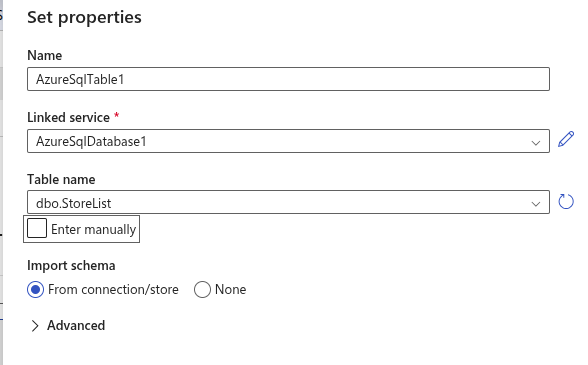 Set properties
Name
AzureSqlTable1
Linked service *
AzureSqlDatabase1
Table name
dbo.StoreList
Enter manually
Import schema
From connection/store None
Advanced